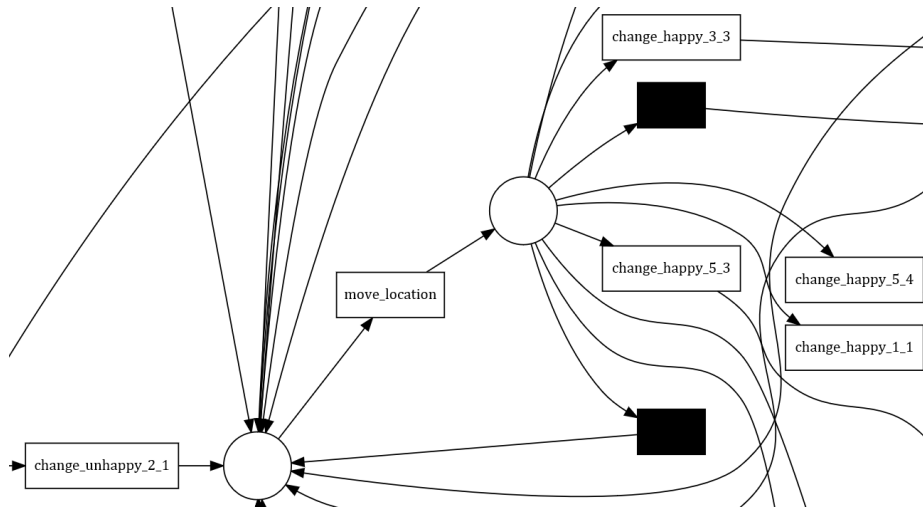 change_happy_3_3
change_happy_5_3
change_happy_5_4
move_location
change_happy_1_1
change_unhappy_2_1